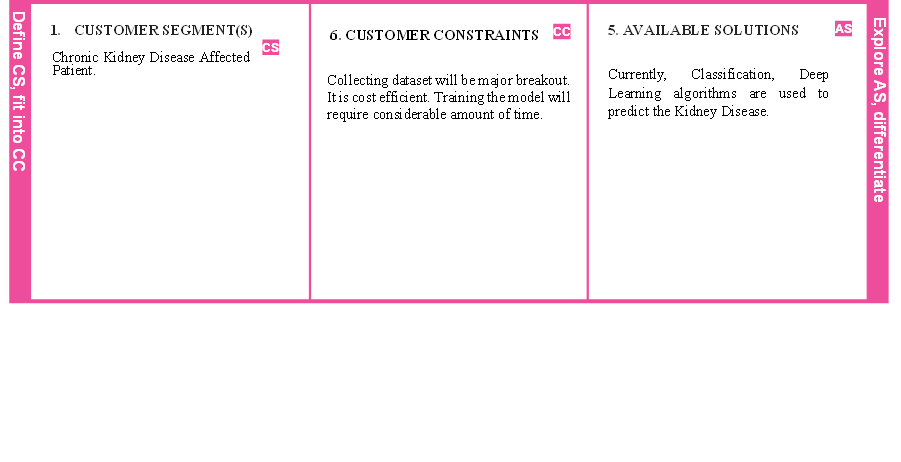 Define CS, fit into CC
1. CUSTOMER SEGMENT(S)
CS
Chronic Kidney Disease Affected
Patient.
6. CUSTOMER CONSTRAINTS
CC
Collecting dataset will be major breakout.
It is cost efficient. Training the model will
require considerable amount of time.
5. AVAILABLE SOLUTIONS
AS
Currently, Classification, Deep
Learning algorithms are used to
predict the Kidney Disease.
Explore AS, differentiate